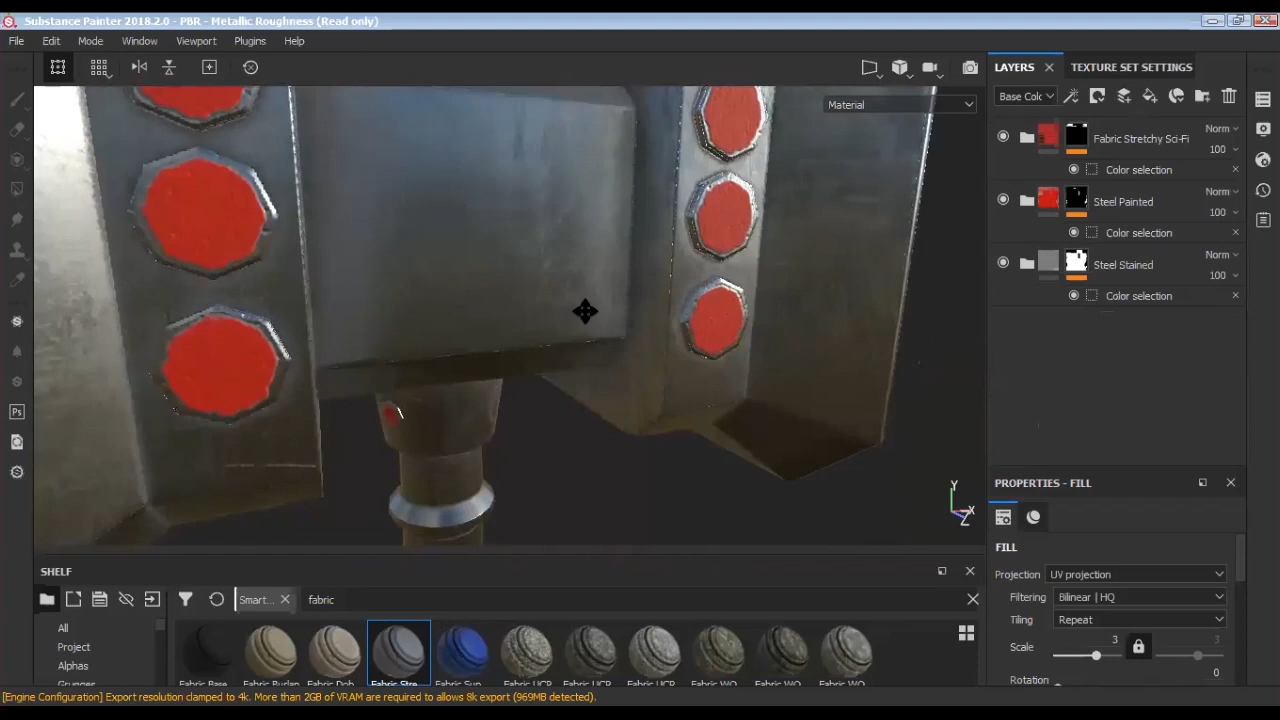 Substance Painter 2018.2.0 - PBR - Metallic Roughness (Read only)
File Edit Mode Window Viewport Plugins Help
LAYERS TEXTURE SET SETTINGS
Base Colc
Material
Norm
Fabric Stretchy Sci-Fi
100
Color selection
Norm
Steel Painted
100
Color selection
Norm
Steel Stained
100
Color selection
Y
X
Z
PROPERTIES - FILL
FILL
Projection UV projection
Filtering Bilinear | HQ
Tiling Repeat
Scale 3 3
Rotation 0
SHELF
Smart... fabric
All
Project
Alphas
Ps
[Engine Configuration] Export resolution clamped to 4k. More than 2GB of VRAM are required to allows 8k export (969MB detected).